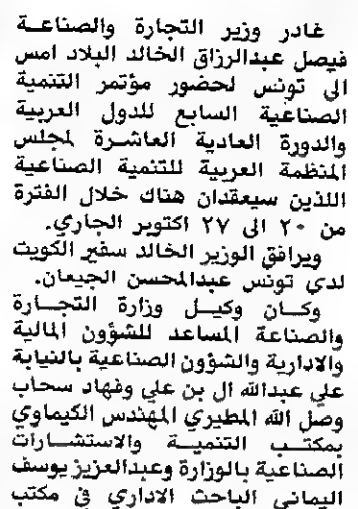 غادر وزير التجارة والصناعة
فيصل عبدالرزاق الخالد البلاد امس
الى تونس لحضور مؤتمر التنمية
الصناعية السابع للدول العربية
والدورة العادية العاشرة لمجلس
المنظمة العربية للتنمية الصناعية
اللذين سيعقدان هناك خلال الفترة
من ٢٠ الى ٢٧ اكتوبر الجاري.
ويرافق الوزير الخالد سفير الكويت
لدي تونس عبدالمحسن الجيعان.
وكان وكيل وزارة التجارة
والصناعة المساعد للشؤون المالية
والادارية والشؤون الصناعية بالنيابة
علي عبدالله ال بن علي وفهاد سحاب
وصل الله المطيري المهندس الكيماوي
بمكتب التنمية والاستشارات
الصناعية بالوزارة وعبدالعزيز يوسف
اليماني الباحث الاداري في مكتب